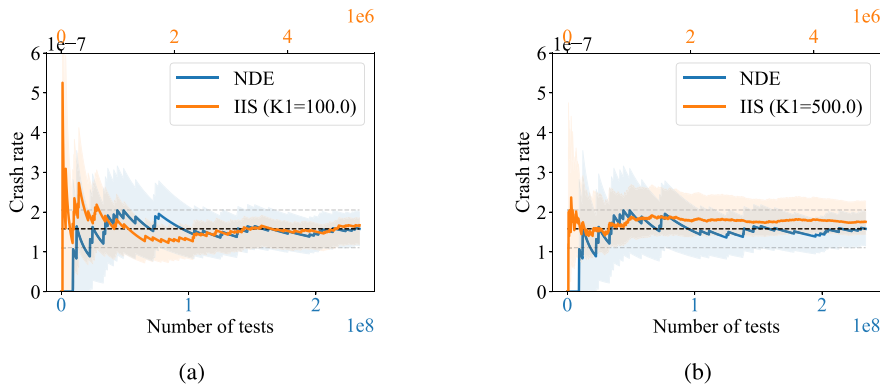 1e6
0 2 4
1e−7
6
5
4
3
2
1
0
Crash rate
NDE
IIS (K1=100.0)
0 1 2
Number of tests
1e8
(a)
1e6
0 2 4
1e−7
6
5
4
3
2
1
0
Crash rate
NDE
IIS (K1=500.0)
0 1 2
Number of tests
1e8
(b)